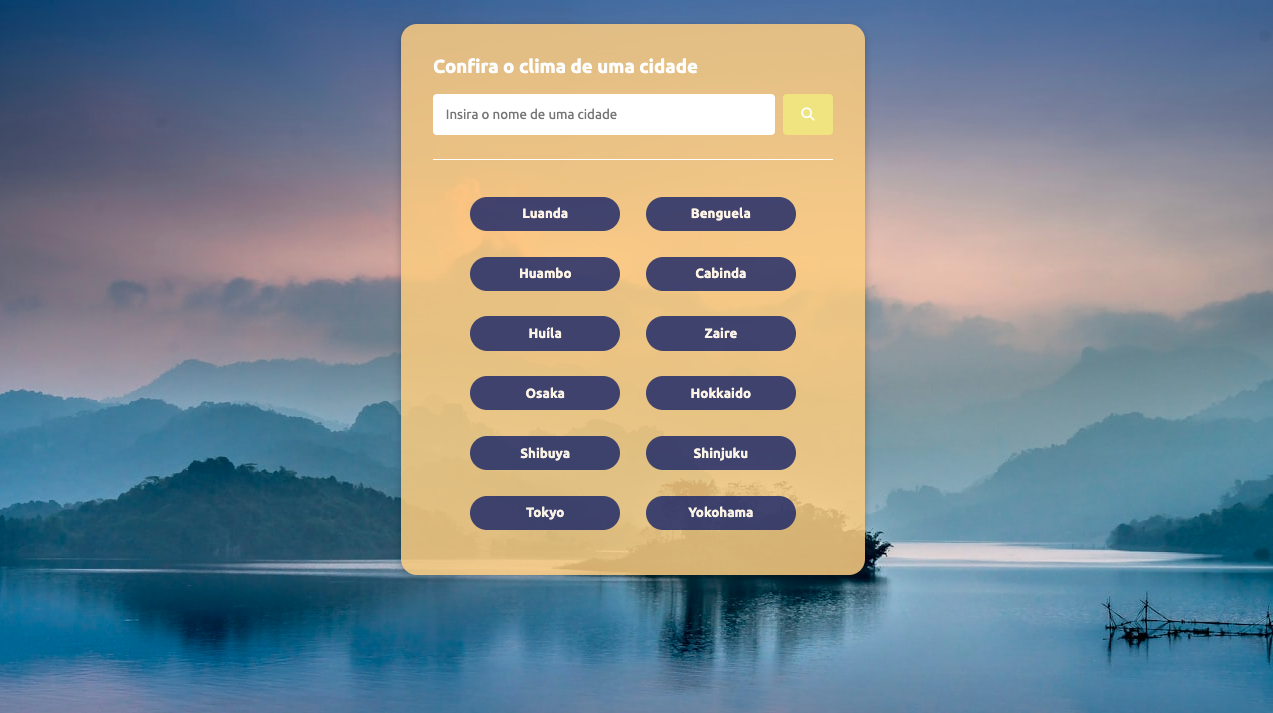 Confira o clima de uma cidade
Insira o nome de uma cidade
Luanda
Benguela
Huambo
Cabinda
Huíla
Zaire
Osaka
Hokkaido
Shibuya
Shinjuku
Tokyo
Yokohama